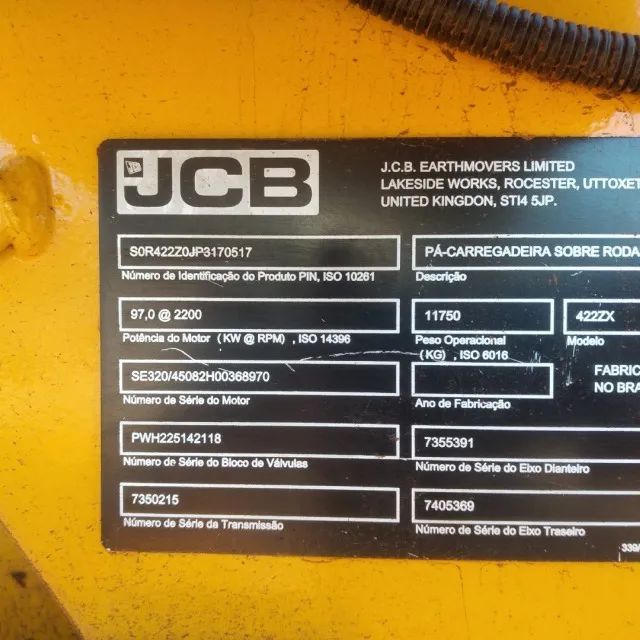 JCB
J.C.B. EARTHMOVERS LIMITED
LAKESIDE WORKS, ROCESTER, UTTOXET
UNITED KINGDON, STI4 5JP.
S0R422Z0JP3170517
Número de Identificação do Produto PIN, ISO 10261
PÁ-CARREGADEIRA SOBRE RODA
Descrição
97,0 @ 2200
Potência do Motor (KW @ RPM) , ISO 14396
11750
Peso Operacional
(KG) , ISO 6016
422ZX
Modelo
SE320/45082H00368970
Número de Série do Motor
Ano de Fabricação
FABRIC
NO BRA
PWH225142118
Número de Série do Bloco de Válvulas
7355391
Número de Série do Eixo Dianteiro
7350215
Número de Série da Transmissão
7405369
Número de Série do Eixo Traseiro
339/